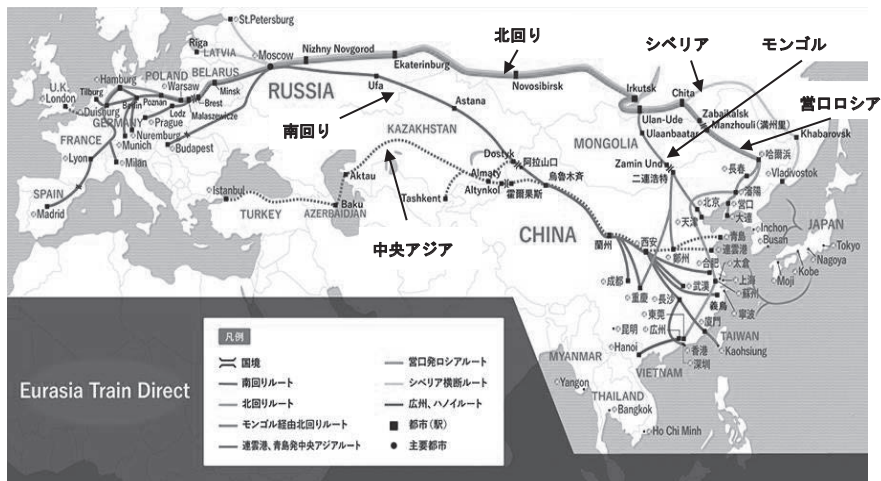 St.Petersburg
北回り
シベリア
モンゴル
Riga
LATVIA
Moscow
Nizhny Novgorod
Ekaterinburg
Novosibirsk
Irkutsk
Chita
営口ロシア
Hamburg
POLAND
BELARUS
U.K.
London
Tilburg
Berlin
Poznan
Warsaw
Minsk
RUSSIA
Ufa
Ulan-Ude
Zabaikalsk
Manzhouli(満州里)
Duisburg
Brest
Lodz
Malaszewicze
GERMANY
Prague
Astana
Ulaanbaatar
Khabarovsk
FRANCE
Nuremburg
Munich
Budapest
南回り
KAZAKHSTAN
MONGOLIA
哈爾浜
Lyon
Milan
Dostyk
阿拉山口
Zamin Und
二連浩特
長春
Vladivostok
SPAIN
Madrid
Istanbul
Aktau
Almaty
Altynkol
烏魯木斉
霍爾果斯
瀋陽
営口
TURKEY
Baku
AZERBAIDJAN
Tashkent
北京
大連
天津
中央アジア
CHINA
蘭州
西安
青島
連雲港
Inchon
Busan
JAPAN
Tokyo
Nagoya
Kobe
Moji
鄭州
合肥
太倉
上海
蘇州
成都
重慶
武漢
義烏
寧波
長沙
東莞
昆明
広州
厦門
TAIWAN
Kaohsiung
MYANMAR
Hanoi
香港
深圳
VIETNAM
Yangon
THAILAND
Bangkok
Ho Chi Minh
Eurasia Train Direct
凡例
国境
南回りルート
北回りルート
モンゴル経由北回りルート
連雲港、青島発中央アジアルート
営口発ロシアルート
シベリア横断ルート
広州、ハノイルート
都市(駅)
主要都市